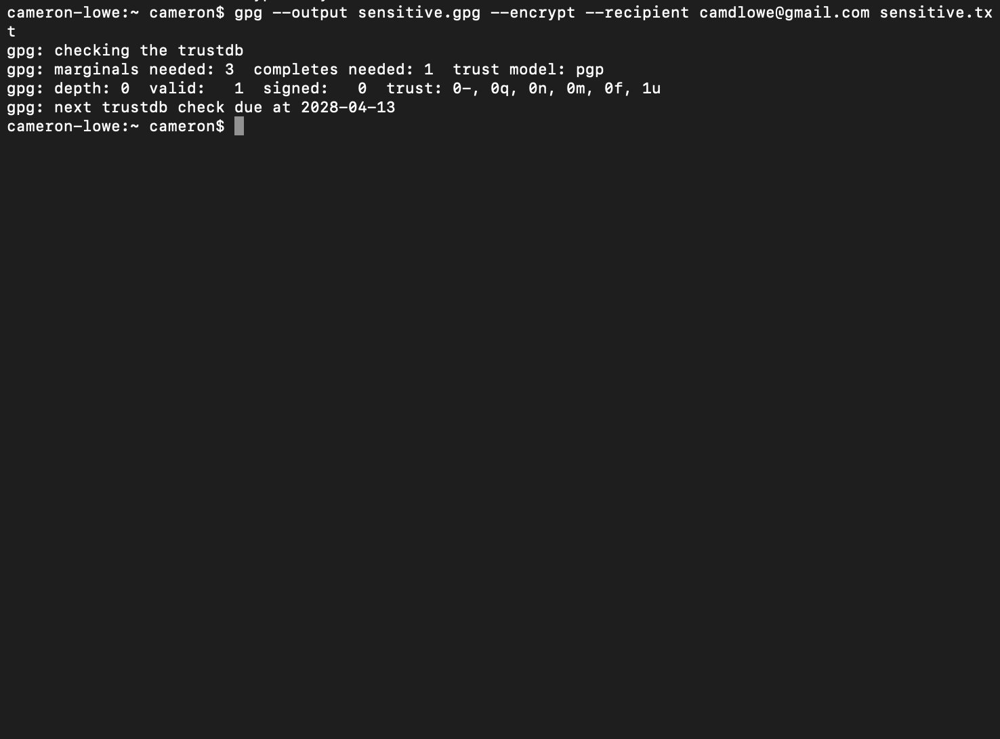 cameron-lowe:~ cameron$ gpg --output sensitive.gpg --encrypt --recipient camdlowe@gmail.com sensitive.tx
t
gpg: checking the trustdb
gpg: marginals needed: 3  completes needed: 1  trust model: pgp
gpg: depth: 0  valid:   1  signed:   0  trust: 0-, 0q, 0n, 0m, 0f, 1u
gpg: next trustdb check due at 2028-04-13
cameron-lowe:~ cameron$